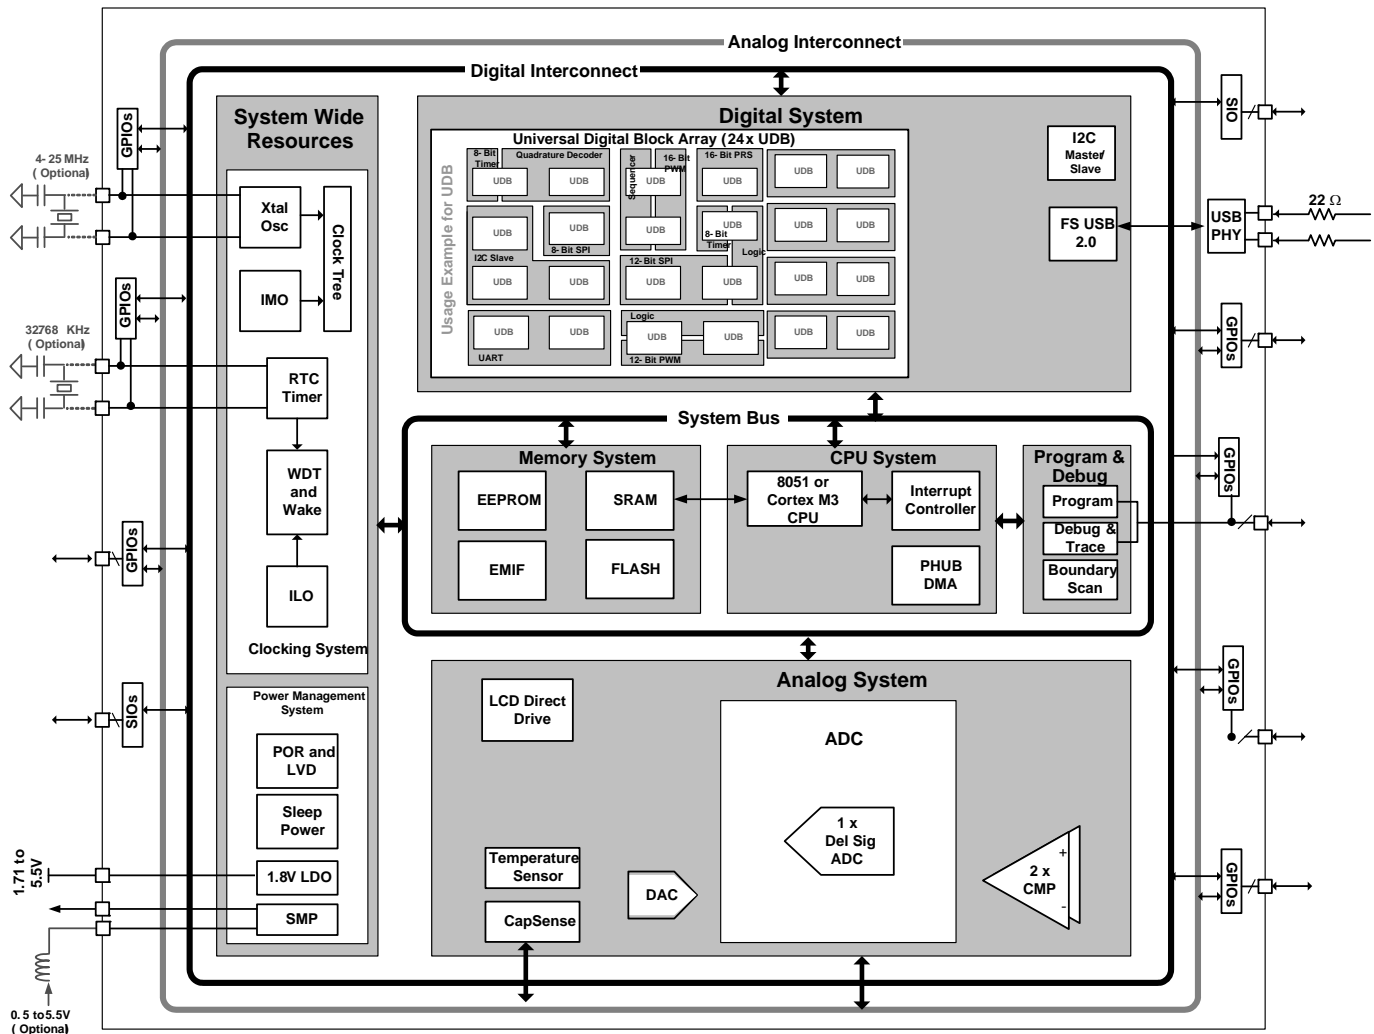 Analog Interconnect
Digital Interconnect
System Wide
Resources
Digital System
Universal Digital Block Array (24x UDB)
Usage Example for UDB
8- Bit
Timer
Quadrature Decoder
Sequencer
16- Bit
PWM
16- Bit PRS
UDB
UDB
UDB
UDB
UDB
UDB
UDB
I2C Slave
8- Bit SPI
8- Bit
Timer
Logic
UDB
UDB
UDB
UDB
UDB
12- Bit SPI
UDB
UDB
UDB
UDB
UDB
UDB
UDB
Logic
UDB
UDB
UDB
UDB
UDB
UDB
UART
12- Bit PWM
I2C
Master/
Slave
FS USB
2.0
SIO
USB
PHY
22 Ω
GPIOs
GPIOs
GPIOs
GPIOs
GPIOs
4- 25 MHz
( Optional)
GPIOs
Xtal
Osc
Clock Tree
IMO
32768 KHz
( Optional)
GPIOs
RTC
Timer
WDT
and
Wake
ILO
Clocking System
SIOs
Power Management
System
POR and
LVD
Sleep
Power
1.8V LDO
SMP
1.71 to
5.5V
0. 5 to5.5V
( Optional)
System Bus
Memory System
EEPROM
SRAM
EMIF
FLASH
CPU System
8051 or
Cortex M3
CPU
Interrupt
Controller
PHUB
DMA
Program &
Debug
Program
Debug &
Trace
Boundary
Scan
Analog System
LCD Direct
Drive
ADC
1 x
Del Sig
ADC
Temperature
Sensor
CapSense
DAC
2 x
CMP
+
-